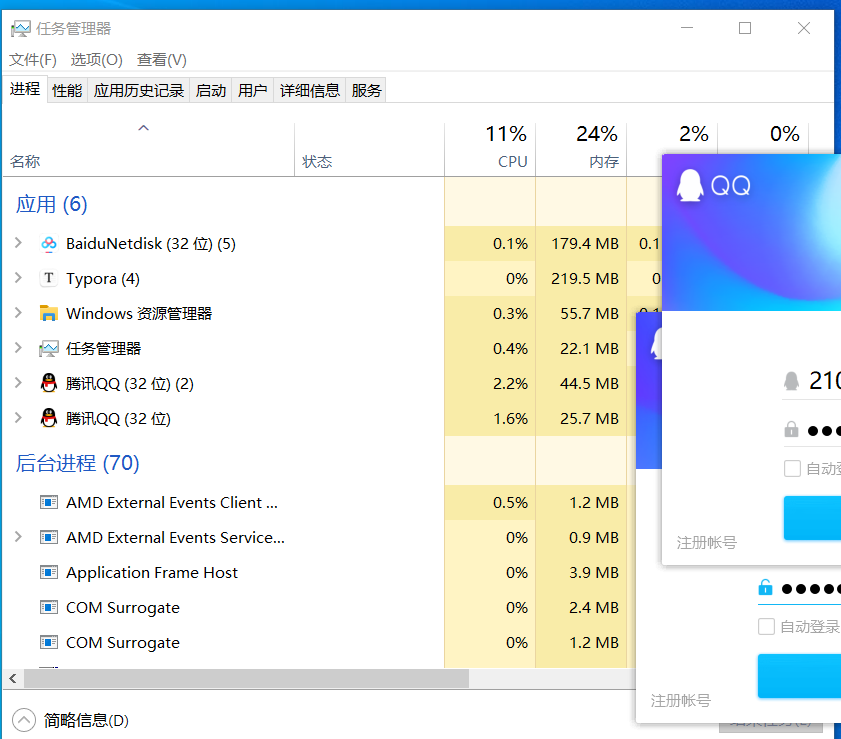 任务管理器
文件(F) 选项(O) 查看(V)
进程 性能 应用历史记录 启动 用户 详细信息 服务
11% 24% 2% 0%
名称 状态 CPU 内存
应用 (6)
BaiduNetdisk (32 位) (5) 0.1% 179.4 MB 0.1
Typora (4) 0% 219.5 MB 0
Windows 资源管理器 0.3% 55.7 MB
任务管理器 0.4% 22.1 MB
腾讯QQ (32 位) (2) 2.2% 44.5 MB
腾讯QQ (32 位) 1.6% 25.7 MB
后台进程 (70)
AMD External Events Client ... 0.5% 1.2 MB
AMD External Events Service... 0% 0.9 MB
Application Frame Host 0% 3.9 MB
COM Surrogate 0% 2.4 MB
COM Surrogate 0% 1.2 MB
简略信息(D)
QQ
210
自动登
注册帐号
自动登录
注册帐号